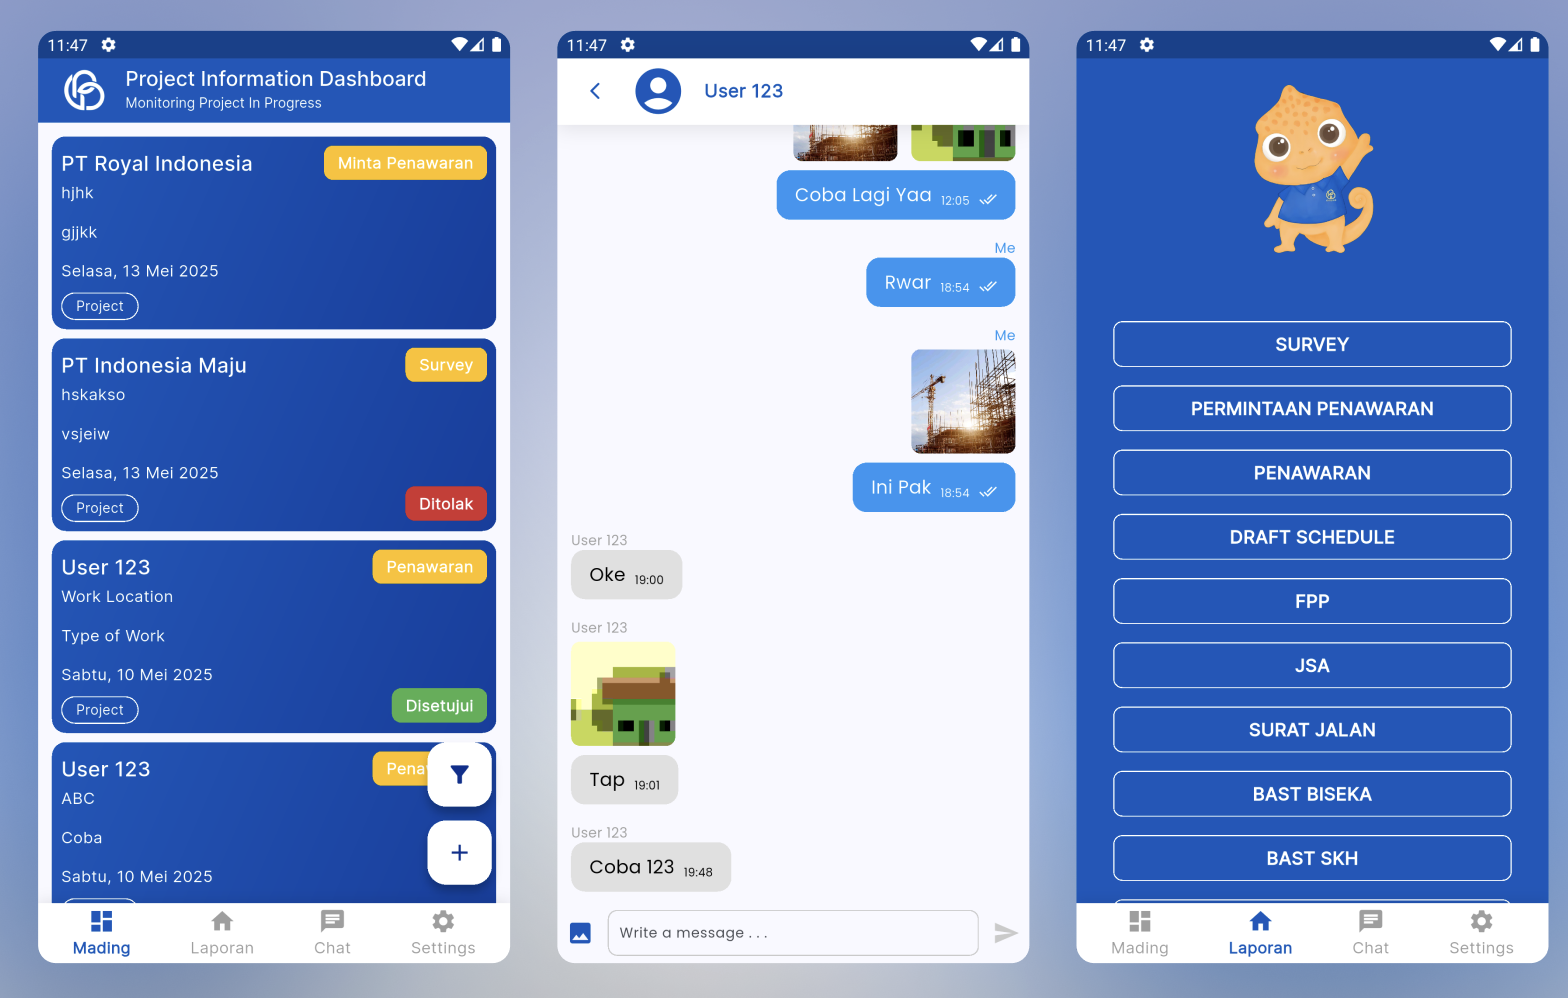 11:47
Project Information Dashboard
Monitoring Project In Progress
PT Royal Indonesia
Minta Penawaran
hjhk
gjjkk
Selasa, 13 Mei 2025
Project
PT Indonesia Maju
Survey
hskakso
vsjeiw
Selasa, 13 Mei 2025
Project
Ditolak
User 123
Penawaran
Work Location
Type of Work
Sabtu, 10 Mei 2025
Project
Disetujui
User 123
Pena
ABC
Coba
Sabtu, 10 Mei 2025
Mading
Laporan
Chat
Settings
11:47
User 123
Coba Lagi Yaa 12:05
Me
Rwar 18:54
Me
Ini Pak 18:54
User 123
Oke 19:00
User 123
Tap 19:01
User 123
Coba 123 19:48
Write a message . . .
11:47
SURVEY
PERMINTAAN PENAWARAN
PENAWARAN
DRAFT SCHEDULE
FPP
JSA
SURAT JALAN
BAST BISEKA
BAST SKH
Mading
Laporan
Chat
Settings